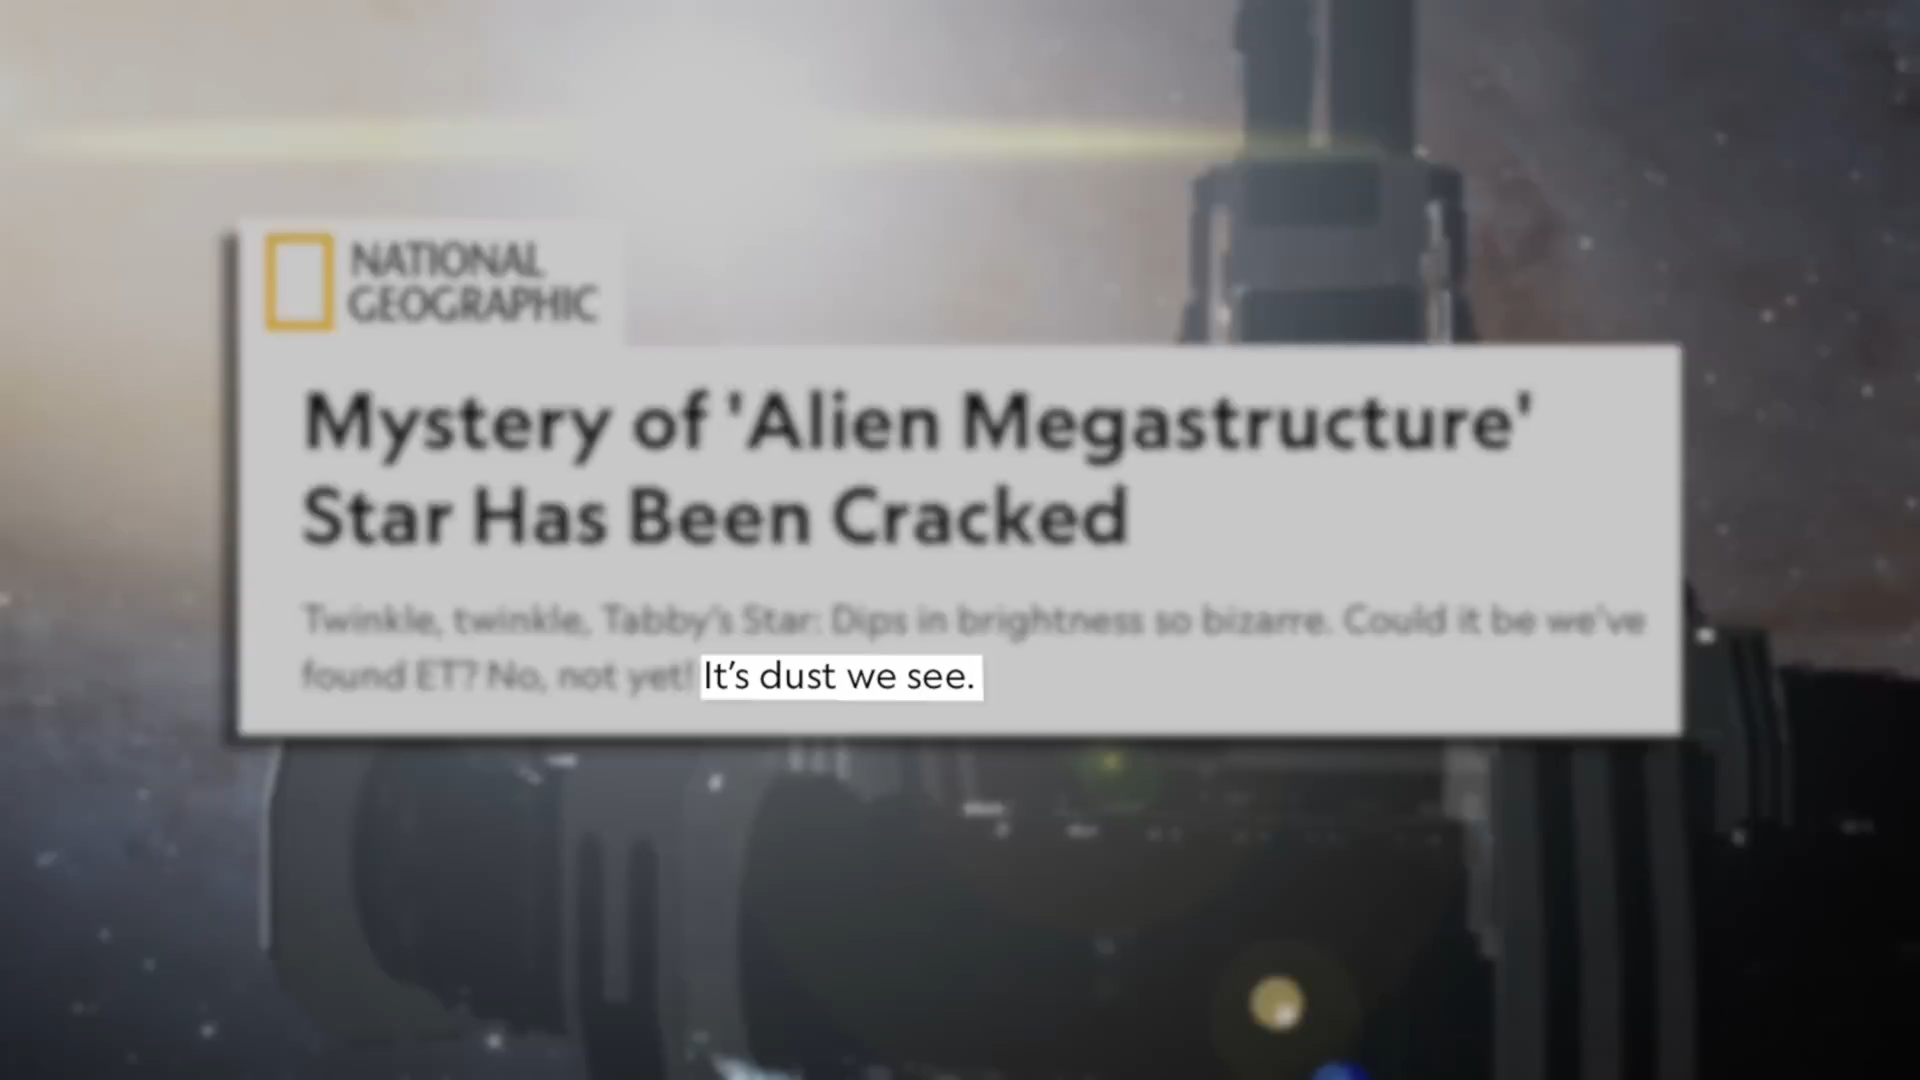 NATIONAL
GEOGRAPHIC
Mystery of 'Alien Megastructure'
Star Has Been Cracked
Twinkle, twinkle, Tabby's Star: Dips in brightness so bizarre. Could it be we've
found ET? No, not yet! It’s dust we see.